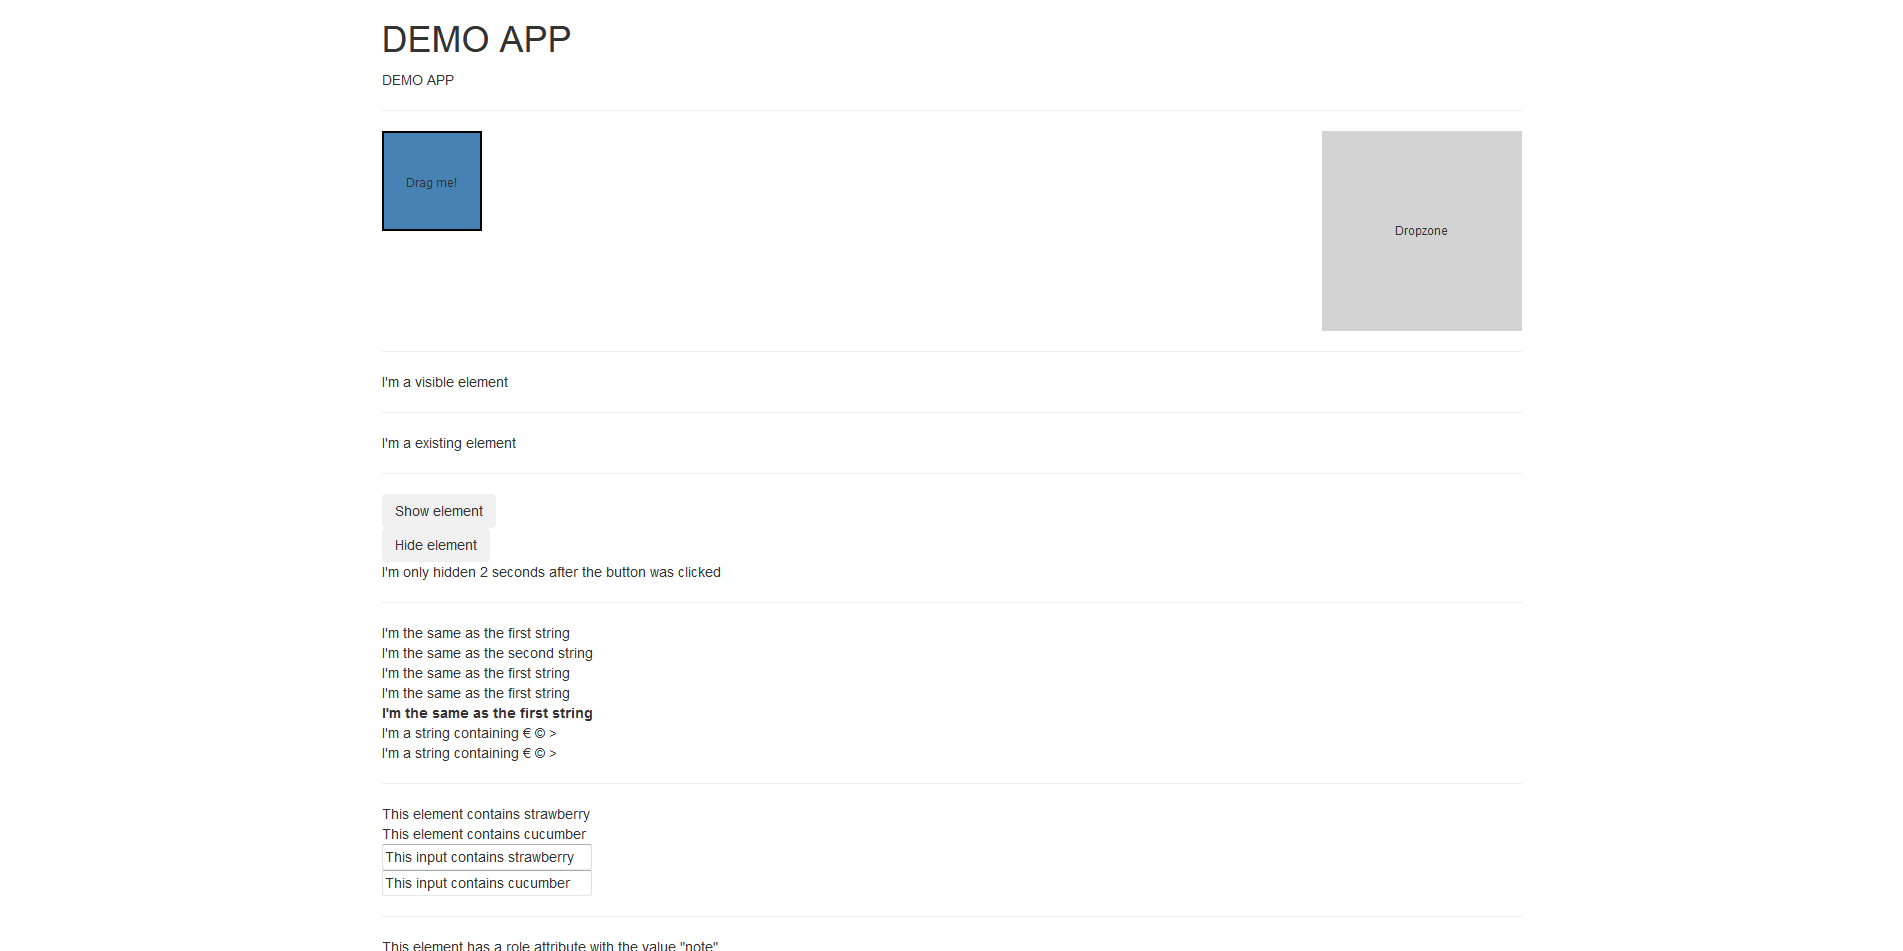 DEMO APP
DEMO APP
Drag me!
Dropzone
I'm a visible element
I'm a existing element
Show element
Hide element
I'm only hidden 2 seconds after the button was clicked
I'm the same as the first string
I'm the same as the second string
I'm the same as the first string
I'm the same as the first string
I'm the same as the first string
I'm a string containing € © >
I'm a string containing € © >
This element contains strawberry
This element contains cucumber
This input contains strawberry
This input contains cucumber
This element has a role attribute with the value "note"